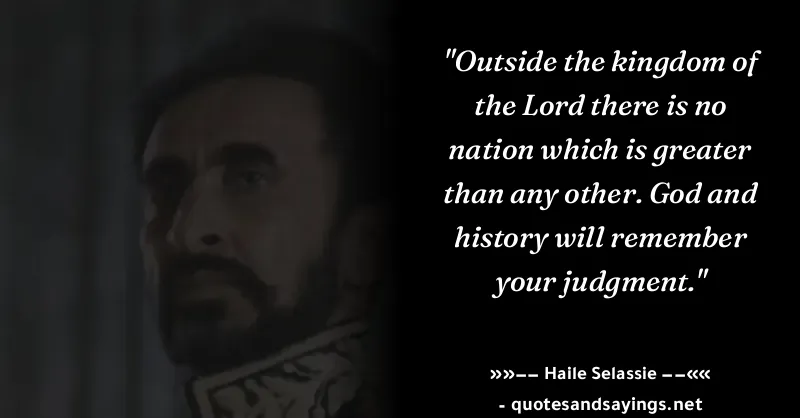 "Outside the kingdom of
the Lord there is no
nation which is greater
than any other. God and
history will remember
your judgment."
»»–– Haile Selassie ––««
- quotesandsayings.net